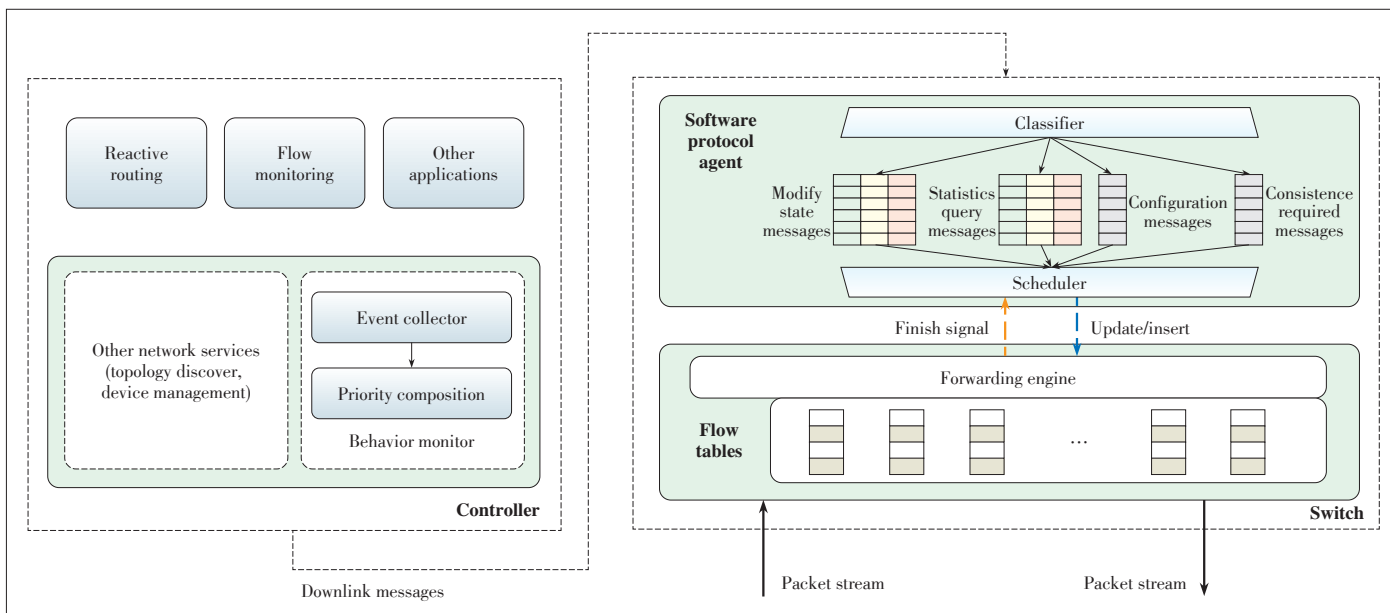 Reactive
routing
Flow
monitoring
Other
applications
Other network services
(topology discover,
device management)
Event collector
Priority composition
Behavior monitor
Controller
Downlink messages
Software
protocol
agent
Classifier
Modify
state
messages
Statistics
query
messages
Configuration
messages
Consistence
required
messages
Scheduler
Finish signal
Update/insert
Forwarding engine
Flow
tables
...
Switch
Packet stream
Packet stream